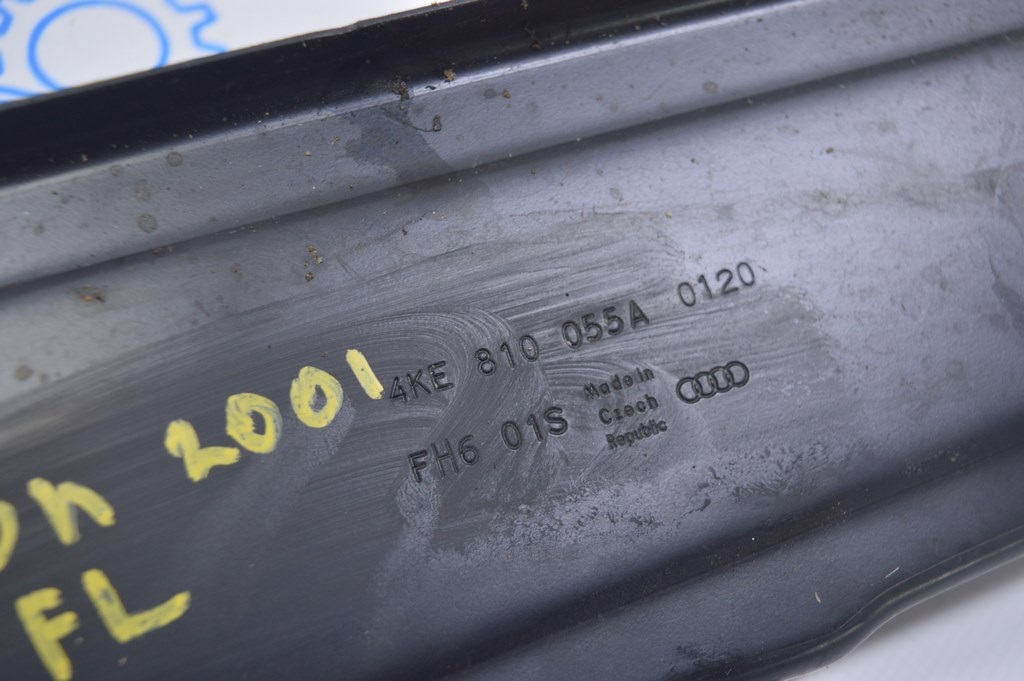 4KE 810 055A 0120
FH6 01S
Made in
Czech
Republic
2001
FL